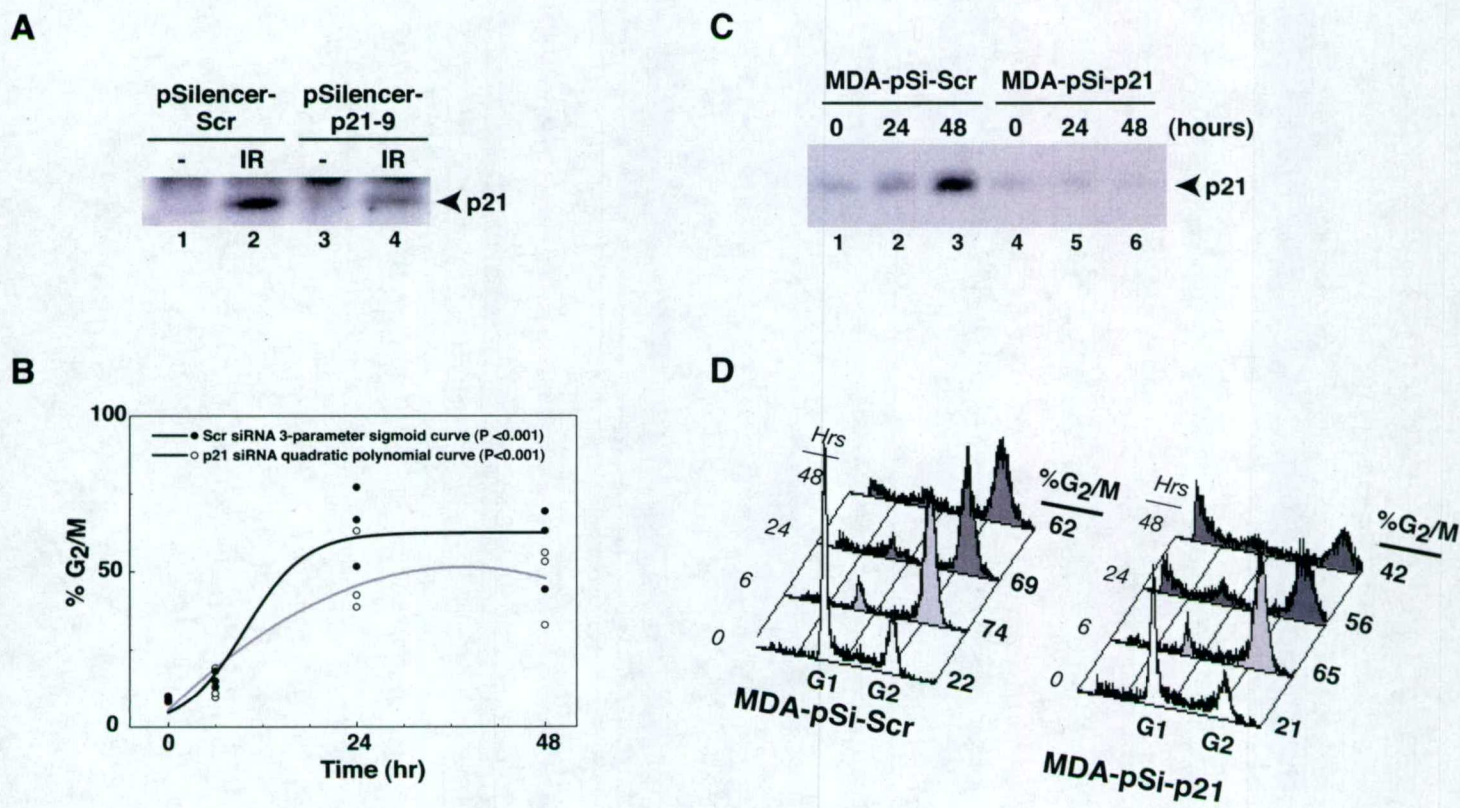 A
pSilencer- pSilencer-
Scr p21-9
- IR - IR
p21
1 2 3 4
C
MDA-pSi-Scr MDA-pSi-p21
0 24 48 0 24 48 (hours)
p21
1 2 3 4 5 6
B
100
50
0
% G2/M
Scr siRNA 3-parameter sigmoid curve (P <0.001)
p21 siRNA quadratic polynomial curve (P<0.001)
0 24 48
Time (hr)
D
Hrs
48
24
6
0
%G2/M
62
69
74
22
G1 G2
MDA-pSi-Scr
Hrs
48
24
6
0
%G2/M
42
56
65
21
G1 G2
MDA-pSi-p21